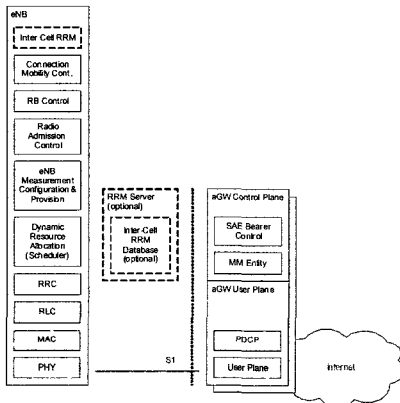 eNB
Inter Cell RRM
Connection
Mobility Cont.
RB Control
Radio
Admission
Control
eNB
Measurement
Configuration &
Provision
Dynamic
Resource
Allocation
(Scheduler)
RRC
RLC
MAC
PHY
RRM Server
(optional)
Inter-Cell
RRM
Database
(optional)
S1
aGW Control Plane
SAE Bearer
Control
MM Entity
aGW User Plane
PDCP
User Plane
internet